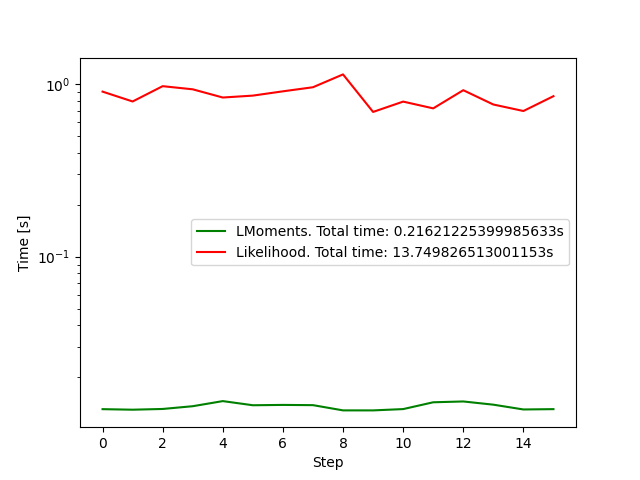 10⁰
10⁻¹
Time [s]
LMoments. Total time: 0.21621225399985633s
Likelihood. Total time: 13.749826513001153s
0 2 4 6 8 10 12 14
Step